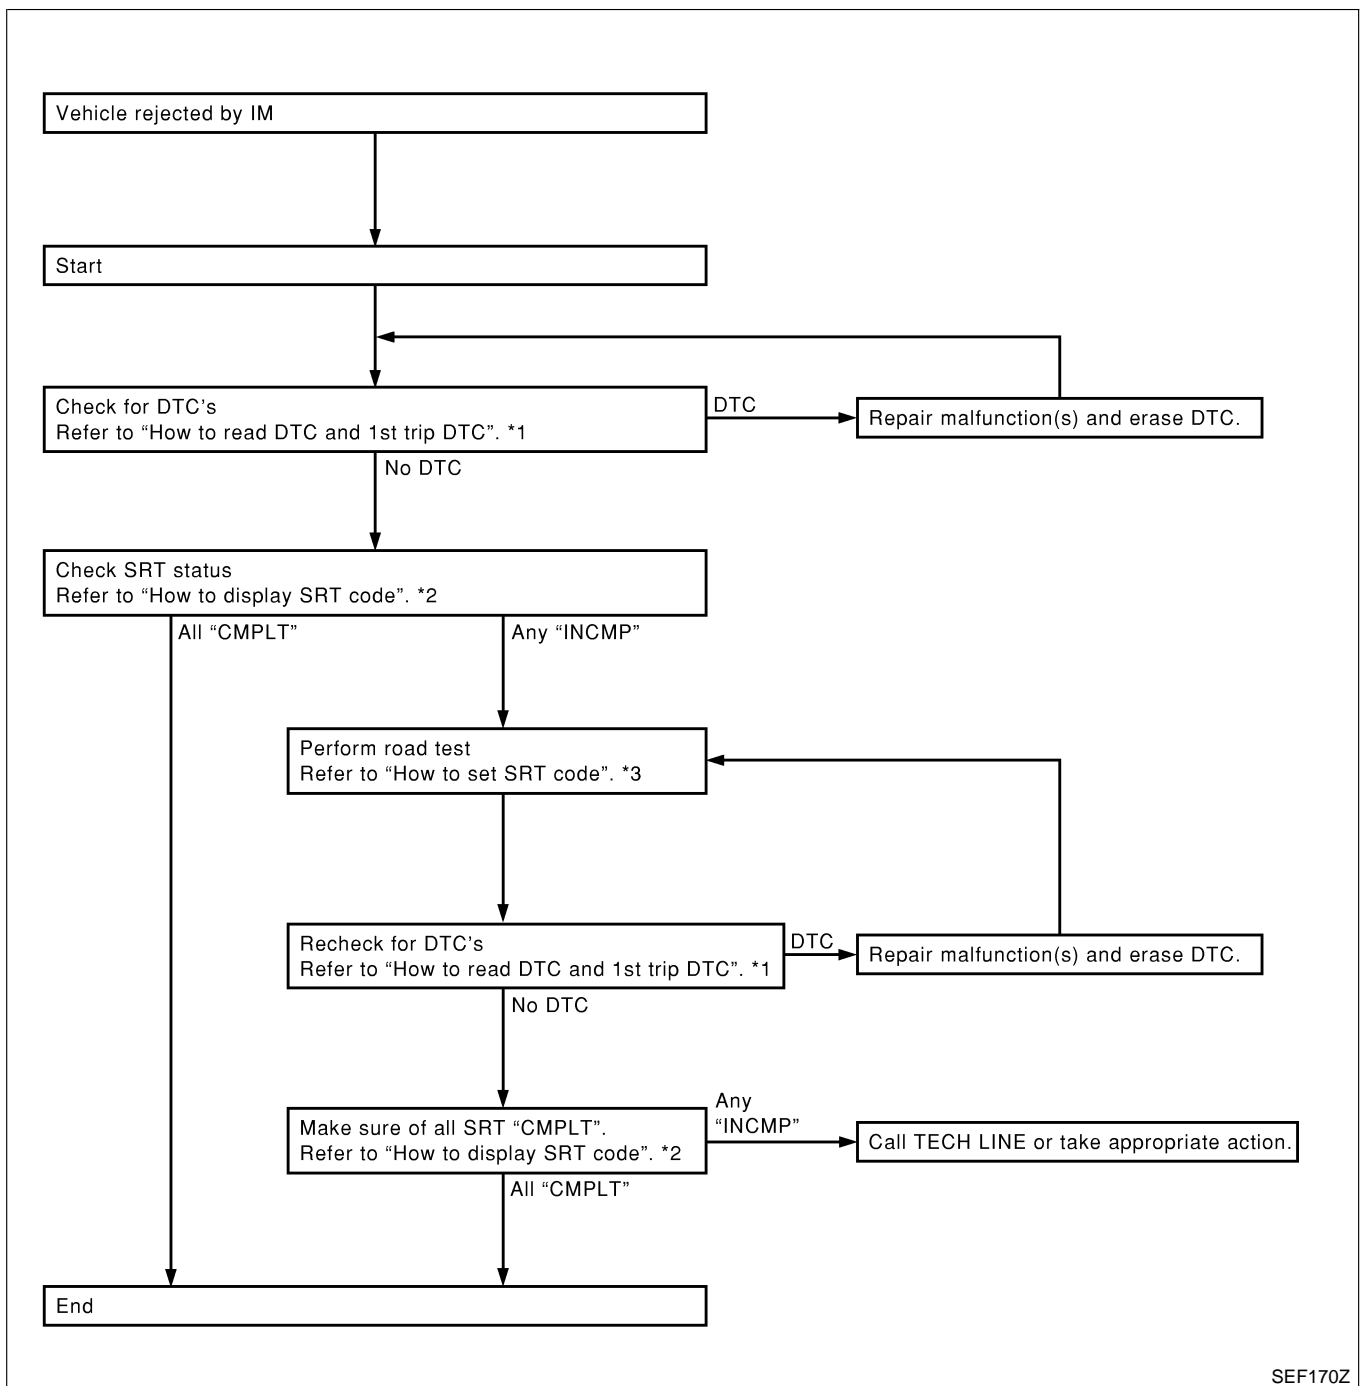 Vehicle rejected by IM
Start
Check for DTC's
Refer to “How to read DTC and 1st trip DTC”. *1
DTC
Repair malfunction(s) and erase DTC.
No DTC
Check SRT status
Refer to “How to display SRT code”. *2
All “CMPLT”
Any “INCMP”
Perform road test
Refer to “How to set SRT code”. *3
Recheck for DTC's
Refer to “How to read DTC and 1st trip DTC”. *1
DTC
Repair malfunction(s) and erase DTC.
No DTC
Make sure of all SRT “CMPLT”.
Refer to “How to display SRT code”. *2
Any
“INCMP”
Call TECH LINE or take appropriate action.
All “CMPLT”
End
SEF170Z